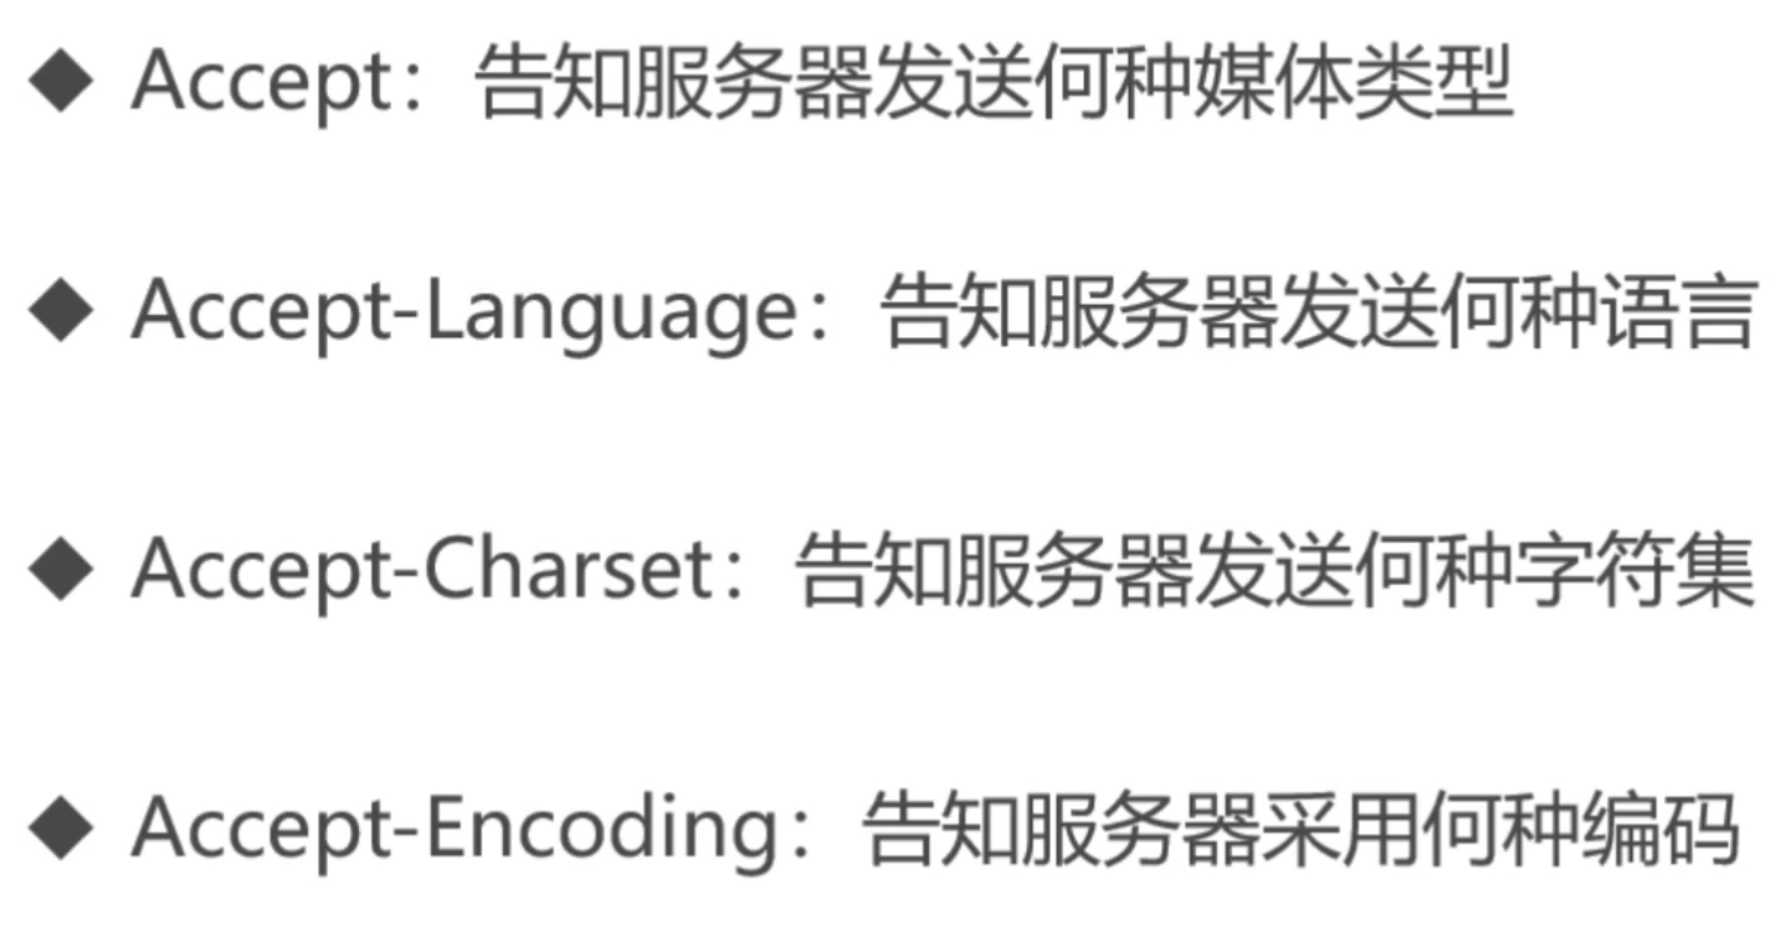 ◆ Accept：告知服务器发送何种媒体类型
◆ Accept-Language：告知服务器发送何种语言
◆ Accept-Charset：告知服务器发送何种字符集
◆ Accept-Encoding：告知服务器采用何种编码